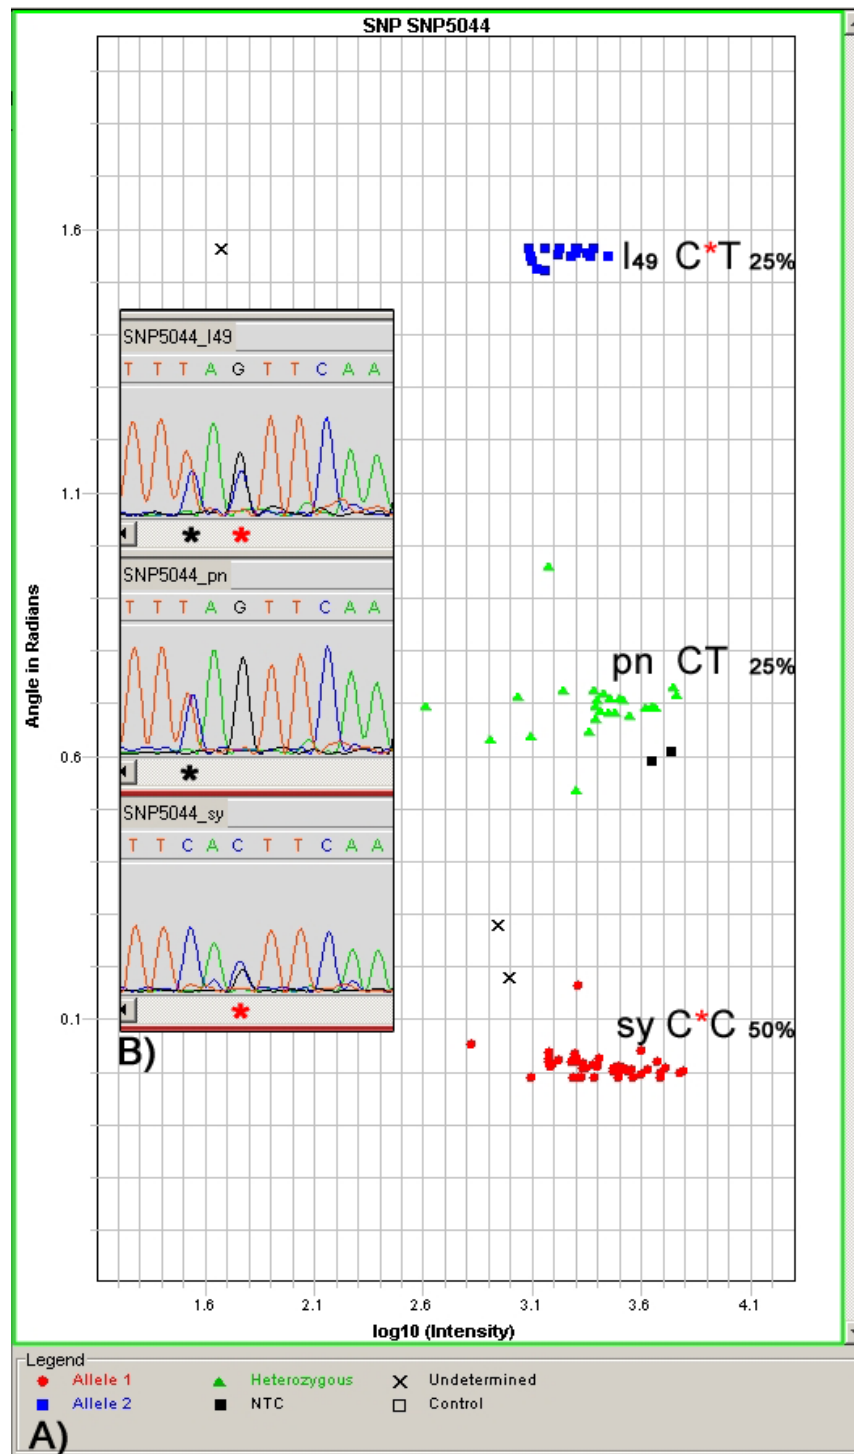 SNP SNP5044
1.6
l49 C*T 25%
SNP5044_l49
T T T A G T T C A A
1.1
* *
SNP5044_pn
T T T A G T T C A A
pn CT 25%
Angle in Radians
0.6
*
SNP5044_sy
T T C A C T T C A A
0.1
*
sy C*C 50%
B)
1.6 2.1 2.6 3.1 3.6 4.1
log10 (Intensity)
Legend
Allele 1 Heterozygous Undetermined
Allele 2 NTC Control
A)